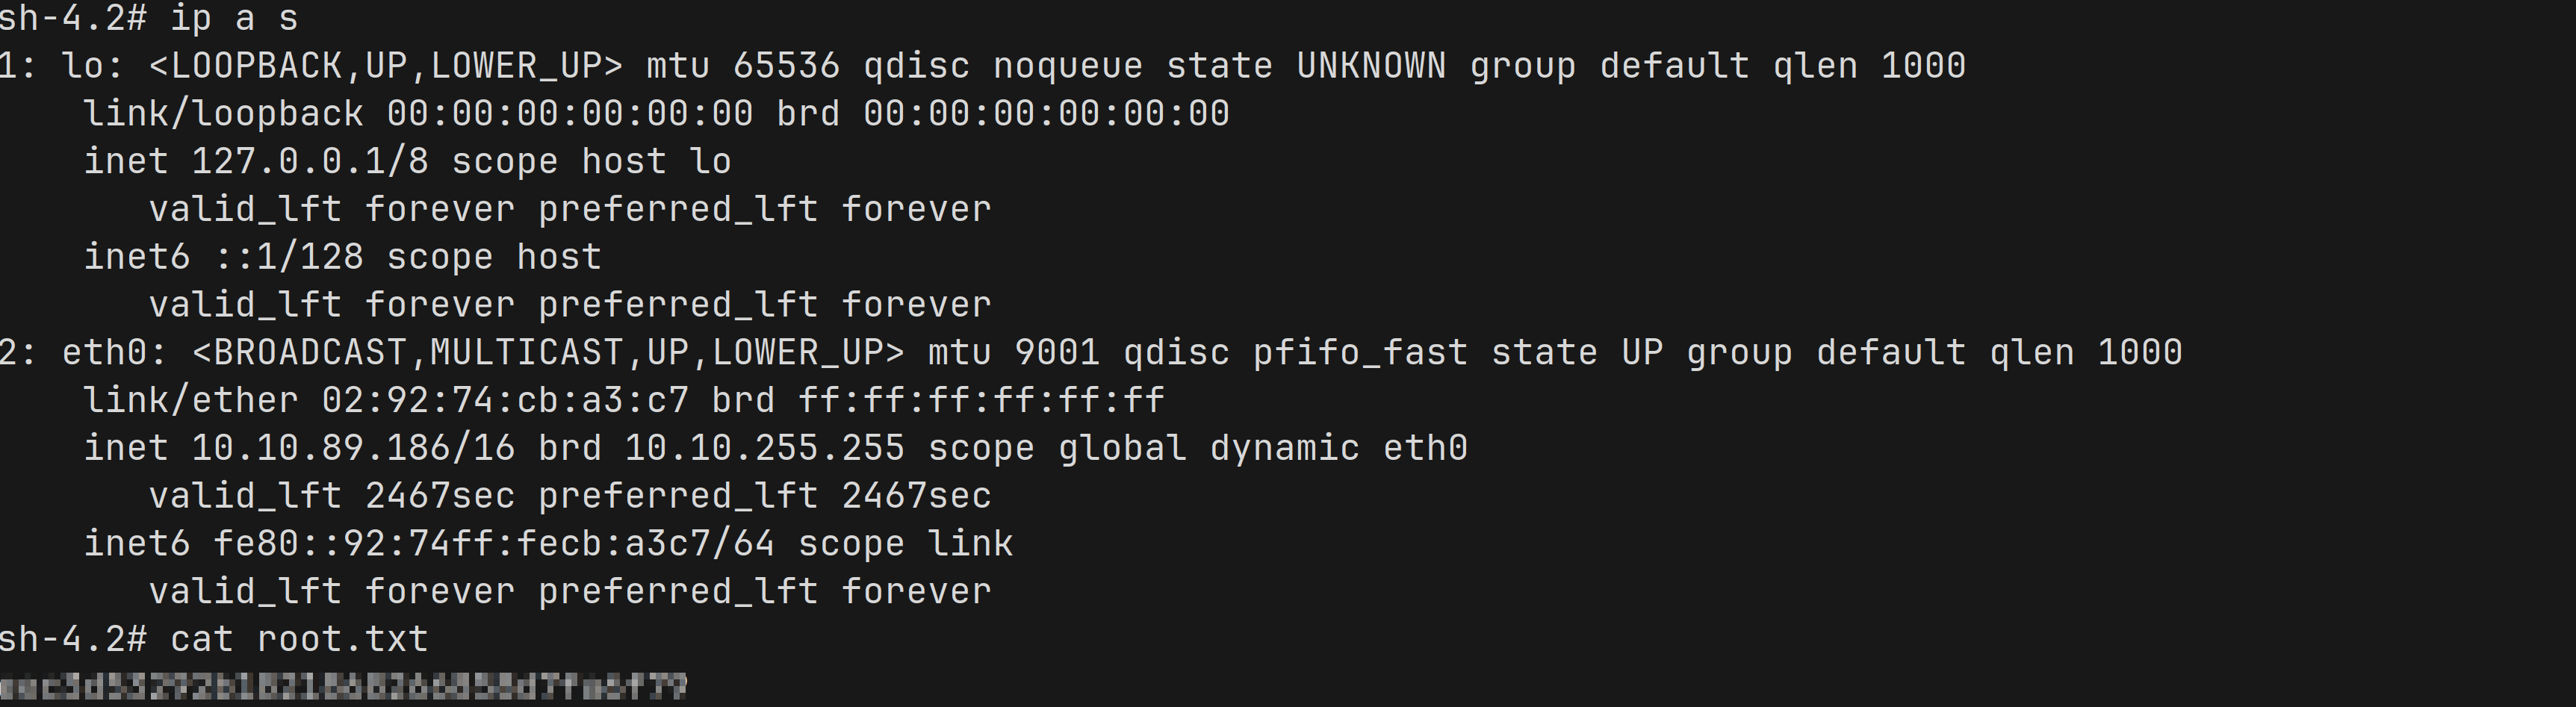 sh-4.2# ip a s
1: lo: <LOOPBACK,UP,LOWER_UP> mtu 65536 qdisc noqueue state UNKNOWN group default qlen 1000
    link/loopback 00:00:00:00:00:00 brd 00:00:00:00:00:00
    inet 127.0.0.1/8 scope host lo
       valid_lft forever preferred_lft forever
    inet6 ::1/128 scope host
       valid_lft forever preferred_lft forever
2: eth0: <BROADCAST,MULTICAST,UP,LOWER_UP> mtu 9001 qdisc pfifo_fast state UP group default qlen 1000
    link/ether 02:92:74:cb:a3:c7 brd ff:ff:ff:ff:ff:ff
    inet 10.10.89.186/16 brd 10.10.255.255 scope global dynamic eth0
       valid_lft 2467sec preferred_lft 2467sec
    inet6 fe80::92:74ff:fecb:a3c7/64 scope link
       valid_lft forever preferred_lft forever
sh-4.2# cat root.txt